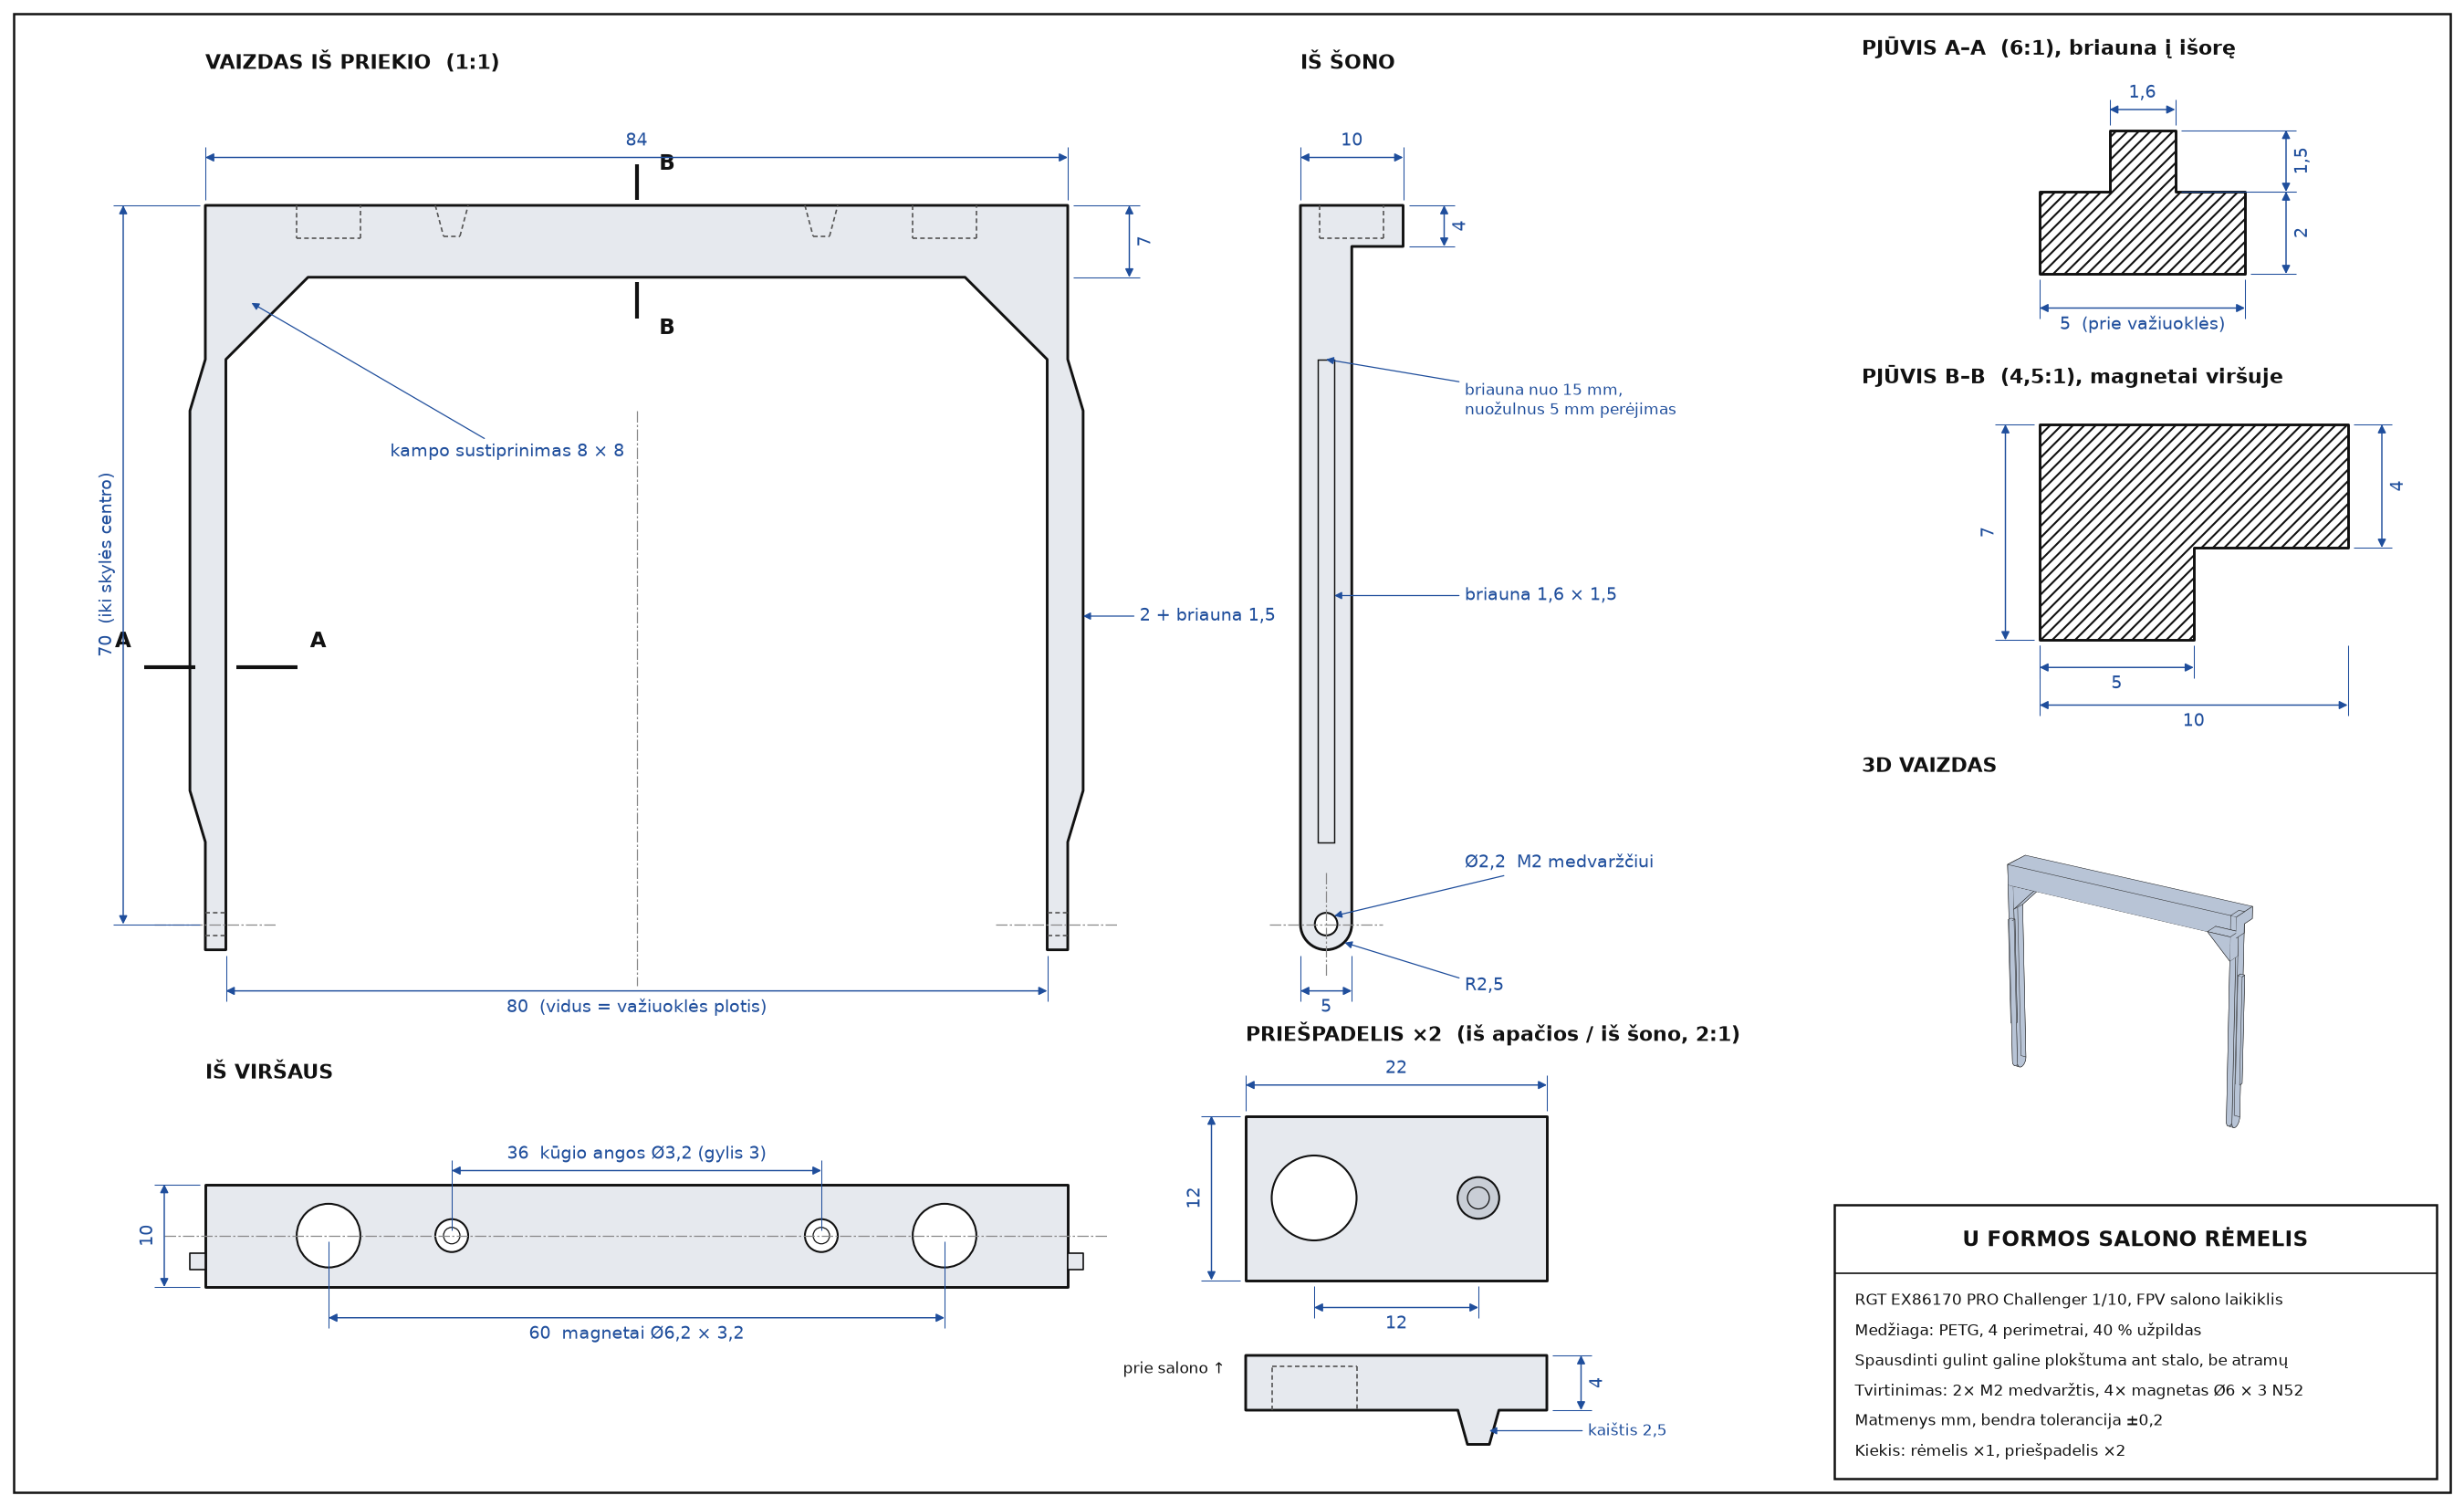 VAIZDAS IŠ PRIEKIO (1:1)
84
B
7
B
kampo sustiprinimas 8 × 8
70 (iki skylės centro)
A
A
2 + briauna 1,5
80 (vidus = važiuoklės plotis)
IŠ ŠONO
10
4
briauna nuo 15 mm,
nuožulnus 5 mm perėjimas
briauna 1,6 × 1,5
Ø2,2 M2 medvaržčiui
R2,5
5
PJŪVIS A–A (6:1), briauna į išorę
1,6
1,5
2
5 (prie važiuoklės)
PJŪVIS B–B (4,5:1), magnetai viršuje
7
4
5
10
3D VAIZDAS
IŠ VIRŠAUS
36 kūgio angos Ø3,2 (gylis 3)
10
60 magnetai Ø6,2 × 3,2
PRIEŠPADELIS ×2 (iš apačios / iš šono, 2:1)
22
12
12
prie salono ↑
4
kaištis 2,5
U FORMOS SALONO RĖMELIS
RGT EX86170 PRO Challenger 1/10, FPV salono laikiklis
Medžiaga: PETG, 4 perimetrai, 40 % užpildas
Spausdinti gulint galine plokštuma ant stalo, be atramų
Tvirtinimas: 2× M2 medvaržtis, 4× magnetas Ø6 × 3 N52
Matmenys mm, bendra tolerancija ±0,2
Kiekis: rėmelis ×1, priešpadelis ×2